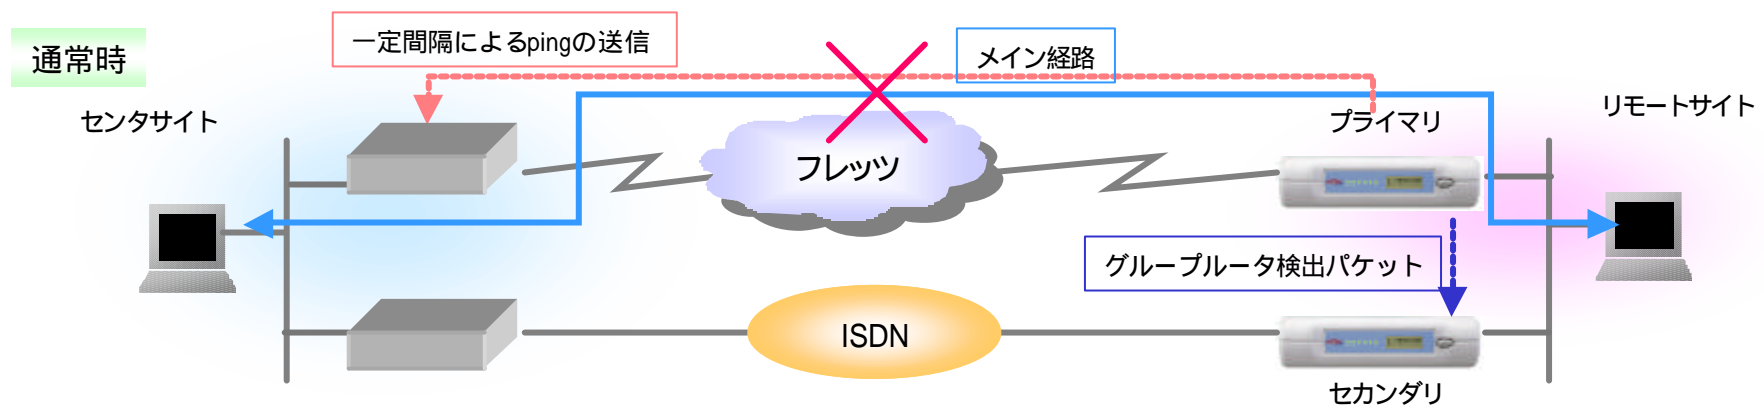 通常時
一定間隔によるpingの送信
メイン経路
センタサイト
プライマリ
リモートサイト
フレッツ
グループルータ検出パケット
ISDN
セカンダリ